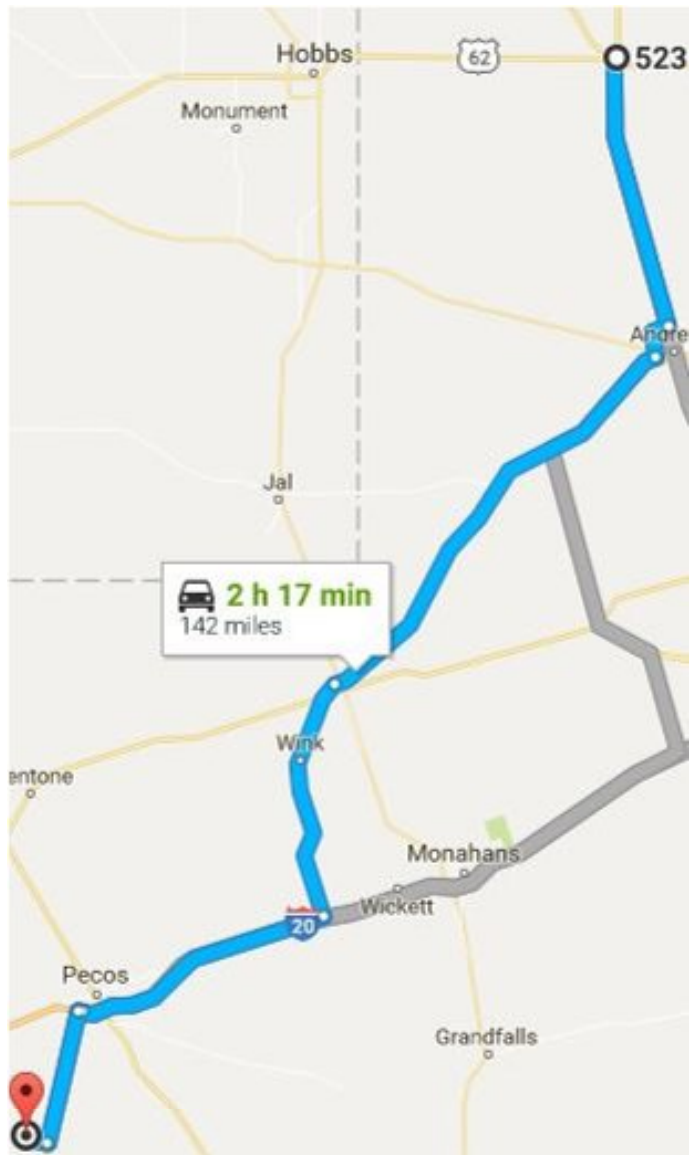 Hobbs
62
523
Monument
Andre
Jal
2 h 17 min
142 miles
Wink
entone
Monahans
Wickett
20
Pecos
Grandfalls